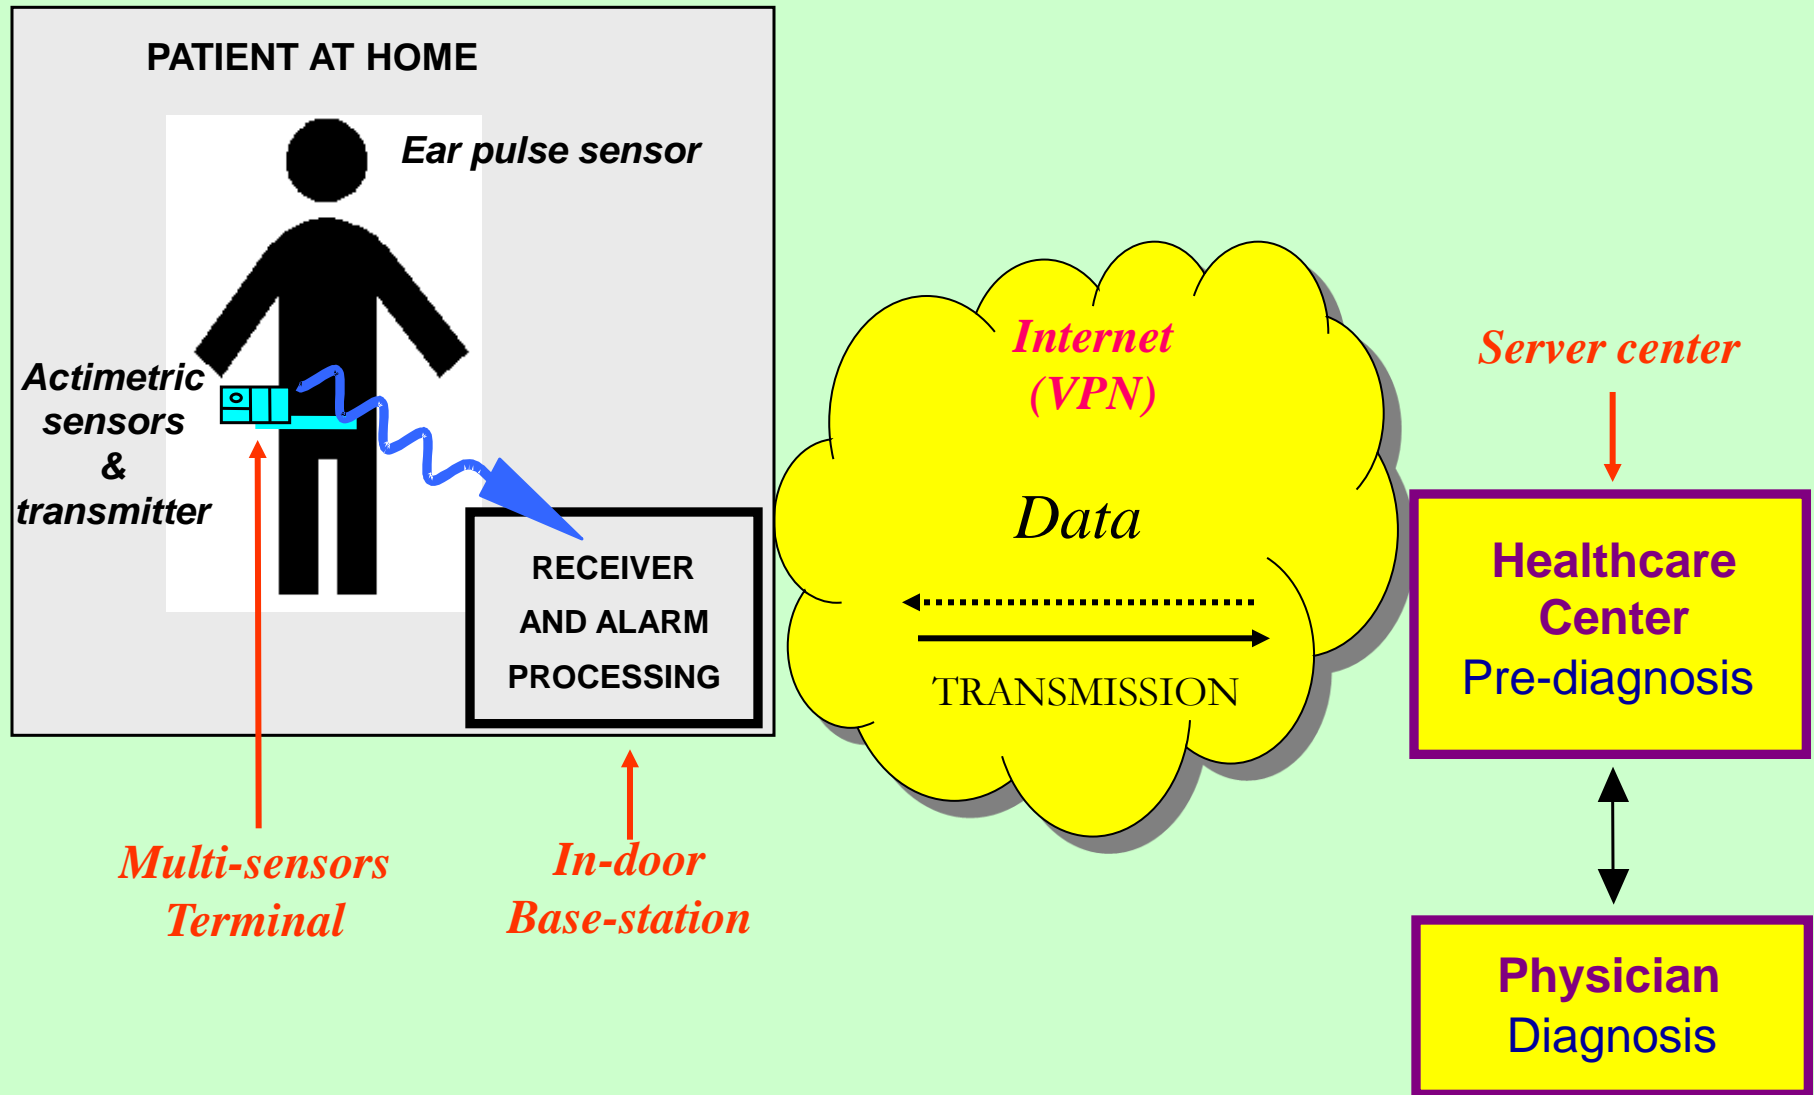 PATIENT AT HOME
Ear pulse sensor
Actimetric
sensors
&
transmitter
RECEIVER
AND ALARM
PROCESSING
Multi-sensors
Terminal
In-door
Base-station
Internet
(VPN)
Data
TRANSMISSION
Server center
Healthcare
Center
Pre-diagnosis
Physician
Diagnosis